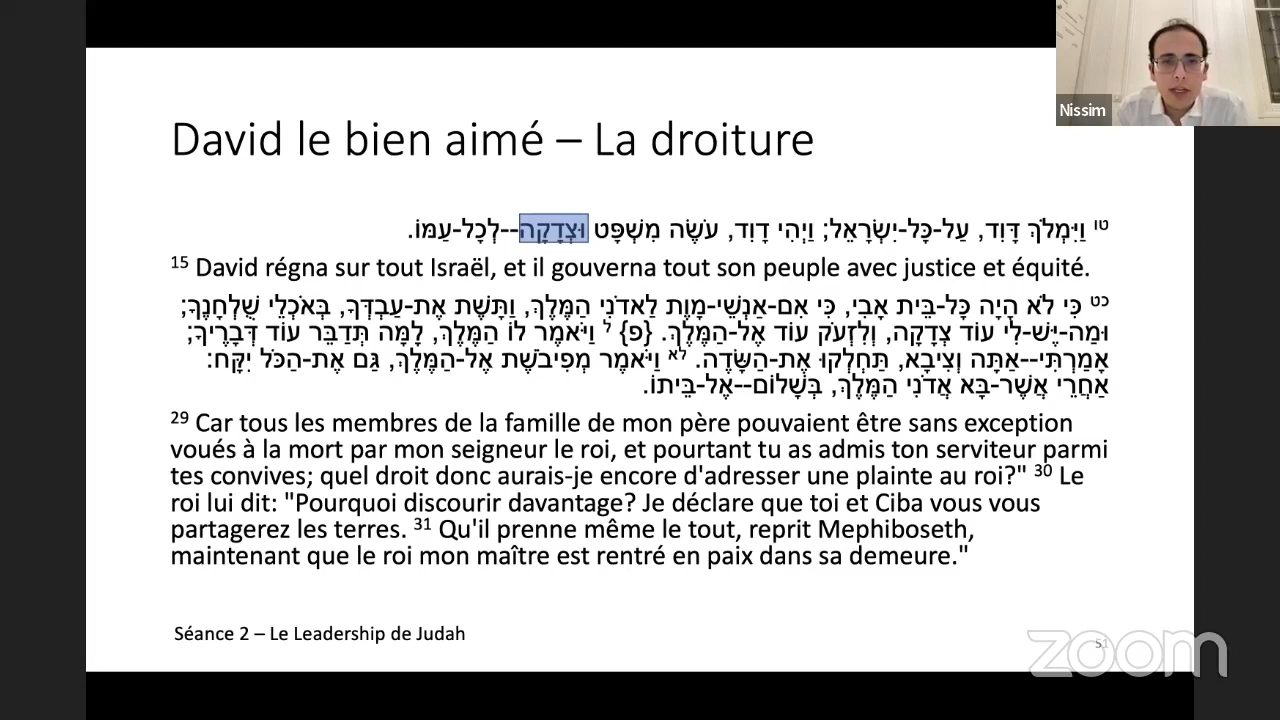 Nissim
David le bien aimé – La droiture
טו וַיִּמְלֹךְ דָּוִד, עַל-כָּל-יִשְׂרָאֵל; וַיְהִי דָוִד, עֹשֶׂה מִשְׁפָּט וּצְדָקָה--לְכָל-עַמּוֹ.
15 David régna sur tout Israël, et il gouverna tout son peuple avec justice et équité.
כט כִּי לֹא הָיָה כָּל-בֵּית אָבִי, כִּי אִם-אַנְשֵׁי-מָוֶת לַאדֹנִי הַמֶּלֶךְ, וַתָּשֶׁת אֶת-עַבְדְּךָ, בְּאֹכְלֵי שֻׁלְחָנֶךָ;
וּמַה-יֶּשׁ-לִי עוֹד צְדָקָה, וְלִזְעֹק עוֹד אֶל-הַמֶּלֶךְ. {פ} ל וַיֹּאמֶר לוֹ הַמֶּלֶךְ, לָמָּה תְּדַבֵּר עוֹד דְּבָרֶיךָ;
אָמַרְתִּי--אַתָּה וְצִיבָא, תַּחְלְקוּ אֶת-הַשָּׂדֶה. לא וַיֹּאמֶר מְפִיבֹשֶׁת אֶל-הַמֶּלֶךְ, גַּם אֶת-הַכֹּל יִקָּח:
אַחֲרֵי אֲשֶׁר-בָּא אֲדֹנִי הַמֶּלֶךְ, בְּשָׁלוֹם--אֶל-בֵּיתוֹ.
29 Car tous les membres de la famille de mon père pouvaient être sans exception
voués à la mort par mon seigneur le roi, et pourtant tu as admis ton serviteur parmi
tes convives; quel droit donc aurais-je encore d'adresser une plainte au roi?" 30 Le
roi lui dit: "Pourquoi discourir davantage? Je déclare que toi et Ciba vous vous
partagerez les terres. 31 Qu'il prenne même le tout, reprit Mephiboseth,
maintenant que le roi mon maître est rentré en paix dans sa demeure."
Séance 2 – Le Leadership de Judah
51
zoom